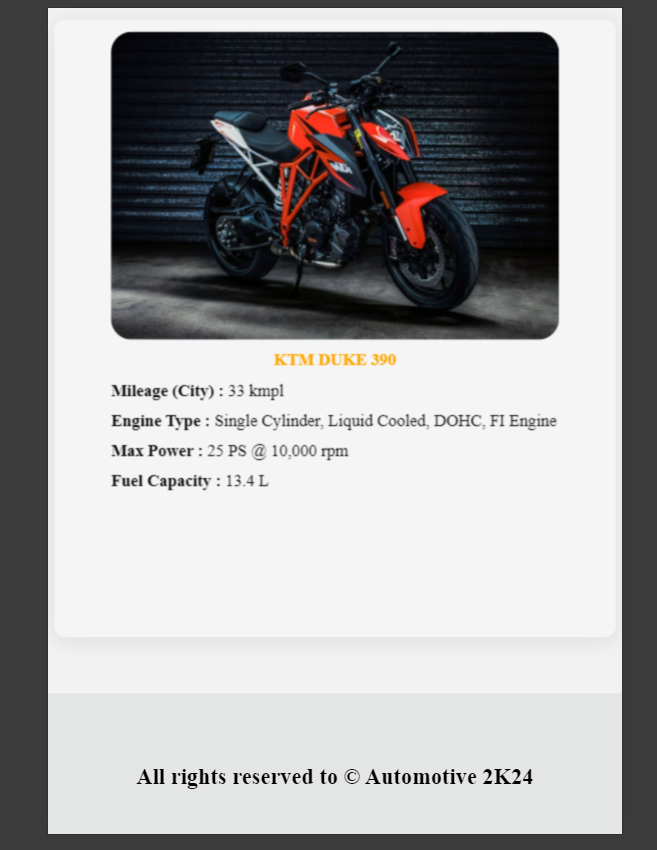 KTM
KTM DUKE 390
Mileage (City) : 33 kmpl
Engine Type : Single Cylinder, Liquid Cooled, DOHC, FI Engine
Max Power : 25 PS @ 10,000 rpm
Fuel Capacity : 13.4 L
All rights reserved to © Automotive 2K24